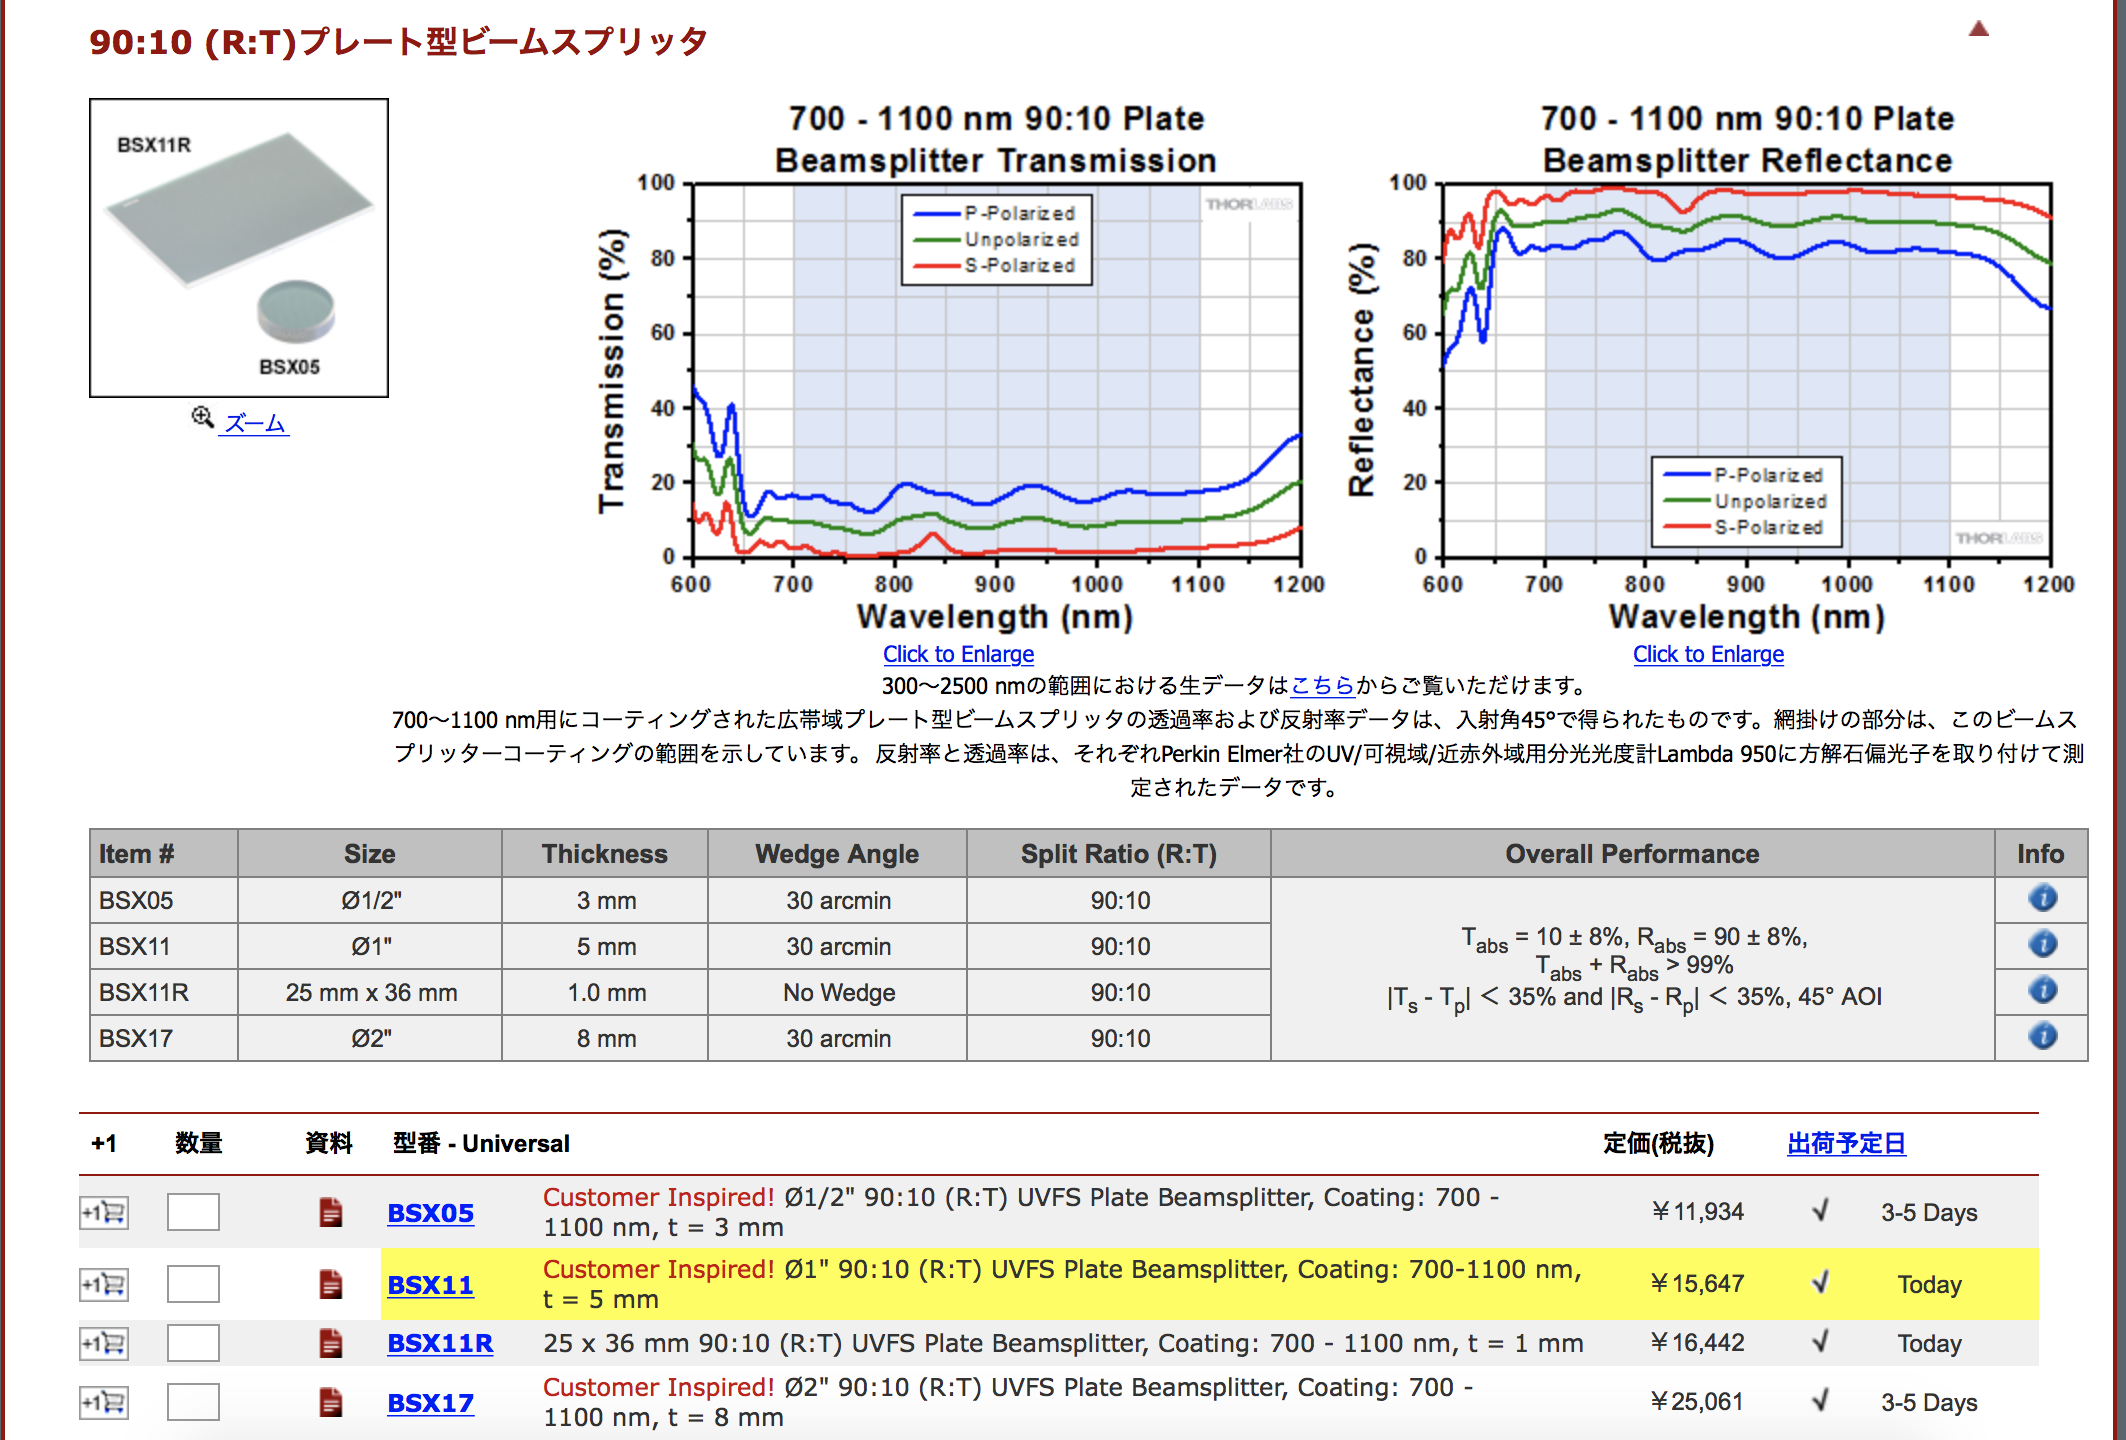 90:10 (R:T)プレート型ビームスプリッタ
BSX11R
BSX05
ズーム
700 - 1100 nm 90:10 Plate
Beamsplitter Transmission
100
80
60
40
20
0
Transmission (%)
P-Polarized
Unpolarized
S-Polarized
THORLABS
600 700 800 900 1000 1100 1200
Wavelength (nm)
Click to Enlarge
700 - 1100 nm 90:10 Plate
Beamsplitter Reflectance
100
80
60
40
20
0
Reflectance (%)
P-Polarized
Unpolarized
S-Polarized
THORLABS
600 700 800 900 1000 1100 1200
Wavelength (nm)
Click to Enlarge
300～2500 nmの範囲における生データはこちらからご覧いただけます。
700～1100 nm用にコーティングされた広帯域プレート型ビームスプリッタの透過率および反射率データは、入射角45°で得られたものです。網掛けの部分は、このビームス
プリッターコーティングの範囲を示しています。 反射率と透過率は、それぞれPerkin Elmer社のUV/可視域/近赤外域用分光光度計Lambda 950に方解石偏光子を取り付けて測
定されたデータです。
Item # Size Thickness Wedge Angle Split Ratio (R:T) Overall Performance Info
BSX05 Ø1/2" 3 mm 30 arcmin 90:10
BSX11 Ø1" 5 mm 30 arcmin 90:10
BSX11R 25 mm x 36 mm 1.0 mm No Wedge 90:10
BSX17 Ø2" 8 mm 30 arcmin 90:10
Tabs = 10 ± 8%, Rabs = 90 ± 8%,
Tabs + Rabs > 99%
|Ts - Tp| < 35% and |Rs - Rp| < 35%, 45° AOI
+1 数量 資料 型番 - Universal 定価(税抜) 出荷予定日
+1 BSX05 Customer Inspired! Ø1/2" 90:10 (R:T) UVFS Plate Beamsplitter, Coating: 700 - ￥11,934 √ 3-5 Days
1100 nm, t = 3 mm
+1 BSX11 Customer Inspired! Ø1" 90:10 (R:T) UVFS Plate Beamsplitter, Coating: 700-1100 nm, ￥15,647 √ Today
t = 5 mm
+1 BSX11R 25 x 36 mm 90:10 (R:T) UVFS Plate Beamsplitter, Coating: 700 - 1100 nm, t = 1 mm ￥16,442 √ Today
+1 BSX17 Customer Inspired! Ø2" 90:10 (R:T) UVFS Plate Beamsplitter, Coating: 700 - ￥25,061 √ 3-5 Days
1100 nm, t = 8 mm